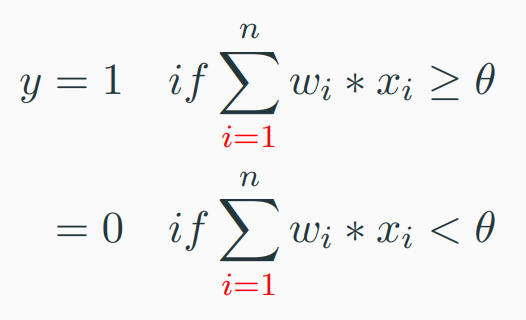 y = 1 if ∑_{i=1}^{n} w_i * x_i ≥ θ
= 0 if ∑_{i=1}^{n} w_i * x_i < θ